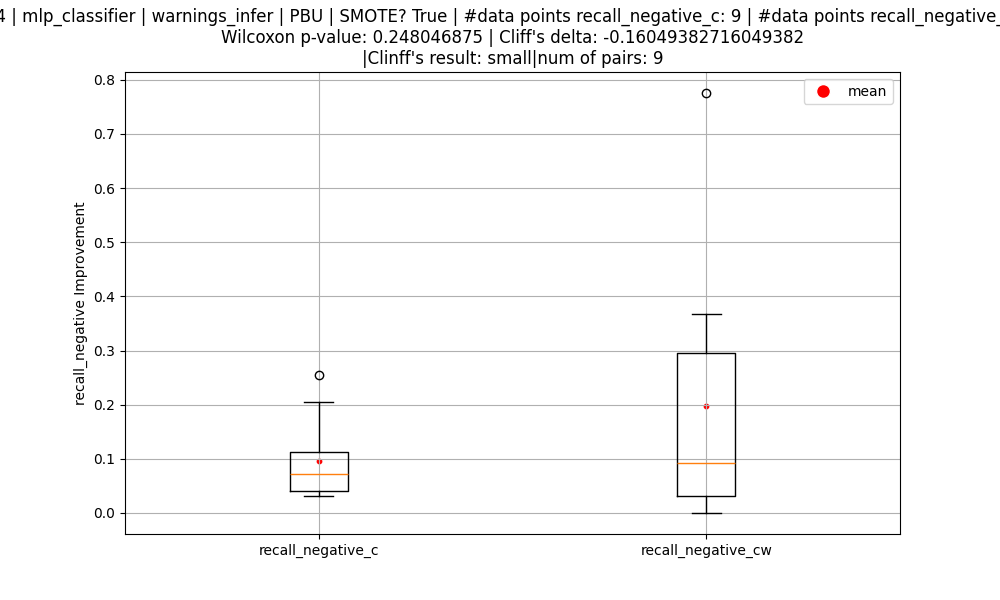 4 | mlp_classifier | warnings_infer | PBU | SMOTE? True | #data points recall_negative_c: 9 | #data points recall_negative_
Wilcoxon p-value: 0.248046875 | Cliff's delta: -0.16049382716049382
|Clinff's result: small|num of pairs: 9
mean
0.8
0.7
0.6
0.5
0.4
0.3
0.2
0.1
0.0
recall_negative Improvement
recall_negative_c
recall_negative_cw